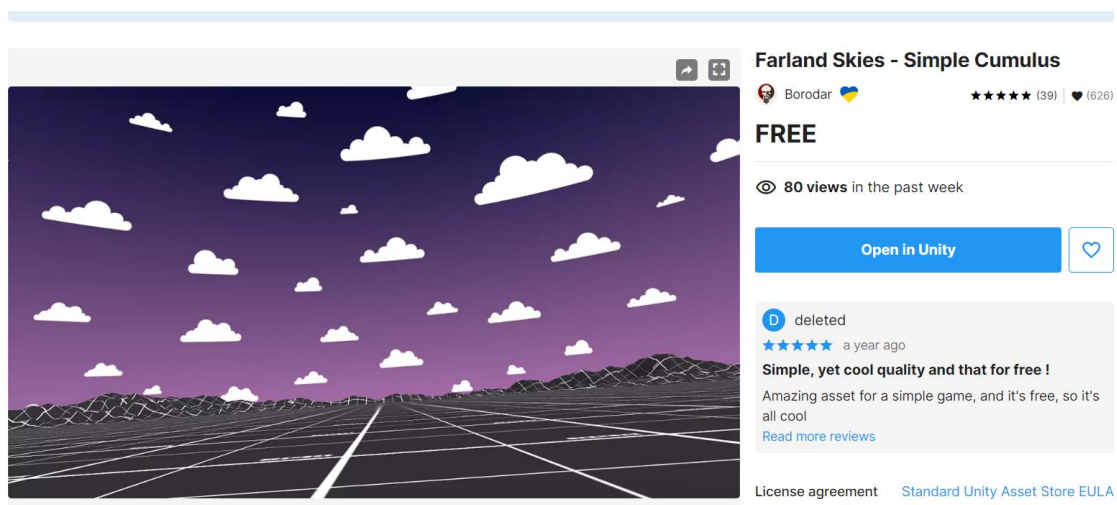 Farland Skies - Simple Cumulus
Borodar
(39) (626)
FREE
80 views in the past week
Open in Unity
D deleted
a year ago
Simple, yet cool quality and that for free !
Amazing asset for a simple game, and it's free, so it's
all cool
Read more reviews
License agreement Standard Unity Asset Store EULA